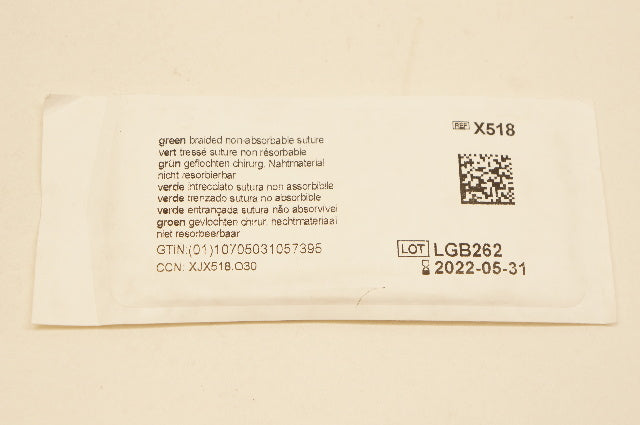 green braided non-absorbable suture
vert tressé suture non résorbable
grün geflochten chirurg. Nahtmaterial
nicht resorbierbar
verde intrecciato sutura non assorbibile
verde trenzado sutura no absorbible
verde entrançada sutura não absorvível
groen gevlochten chirur. hechtmateriaal
niet resorbeerbaar
GTIN:(01)10705031057395
CCN: XJX518.O30
REF X518
LOT LGB262
2022-05-31